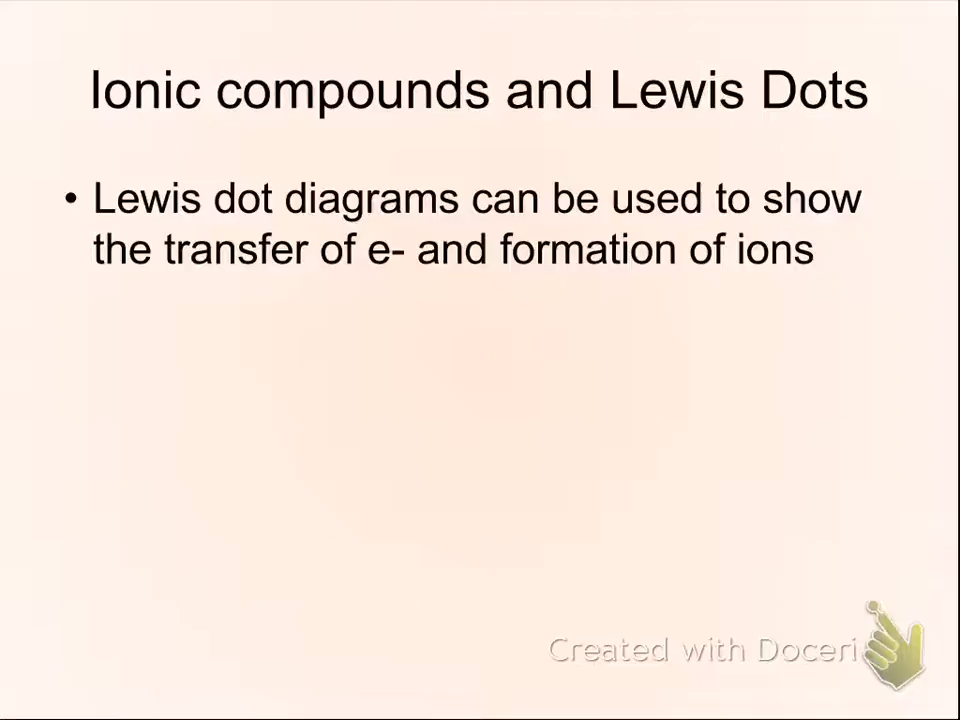 Ionic compounds and Lewis Dots
• Lewis dot diagrams can be used to show
the transfer of e- and formation of ions
Created with Doceri